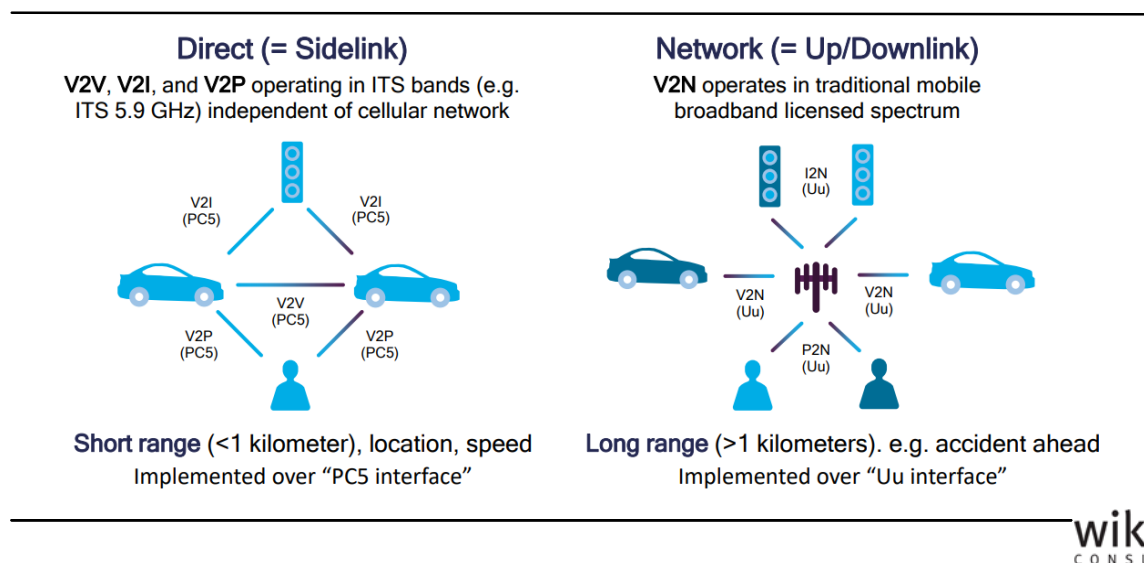 Direct (= Sidelink)
V2V, V2I, and V2P operating in ITS bands (e.g.
ITS 5.9 GHz) independent of cellular network
V2I
(PC5)
V2I
(PC5)
V2V
(PC5)
V2P
(PC5)
V2P
(PC5)
Short range (<1 kilometer), location, speed
Implemented over “PC5 interface”
Network (= Up/Downlink)
V2N operates in traditional mobile
broadband licensed spectrum
I2N
(Uu)
V2N
(Uu)
V2N
(Uu)
P2N
(Uu)
Long range (>1 kilometers). e.g. accident ahead
Implemented over “Uu interface”
wik